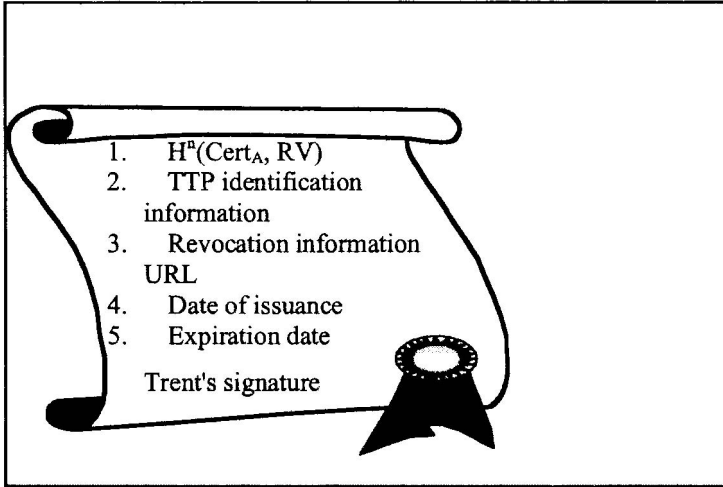 1. Hⁿ(Cert_A, RV)
2. TTP identification
information
3. Revocation information
URL
4. Date of issuance
5. Expiration date
Trent's signature